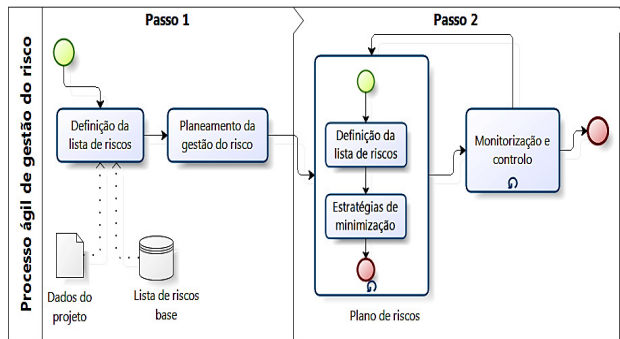 Processo ágil de gestão do risco
Passo 1
Passo 2
Definição da
lista de riscos
Planeamento da
gestão do risco
Dados do
projeto
Lista de riscos
base
Definição da
lista de riscos
Estratégias de
minimização
Plano de riscos
Monitorização e
controlo